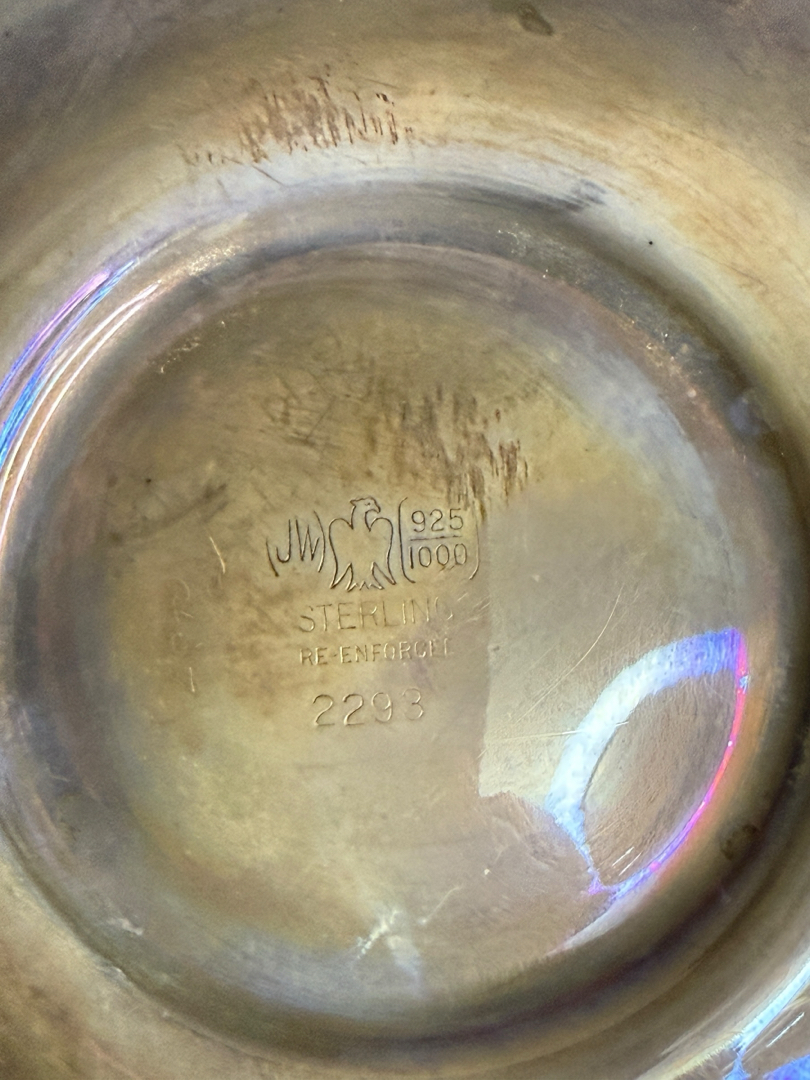 (JW) (925/1000)
STERLING
RE-ENFORCED
2293